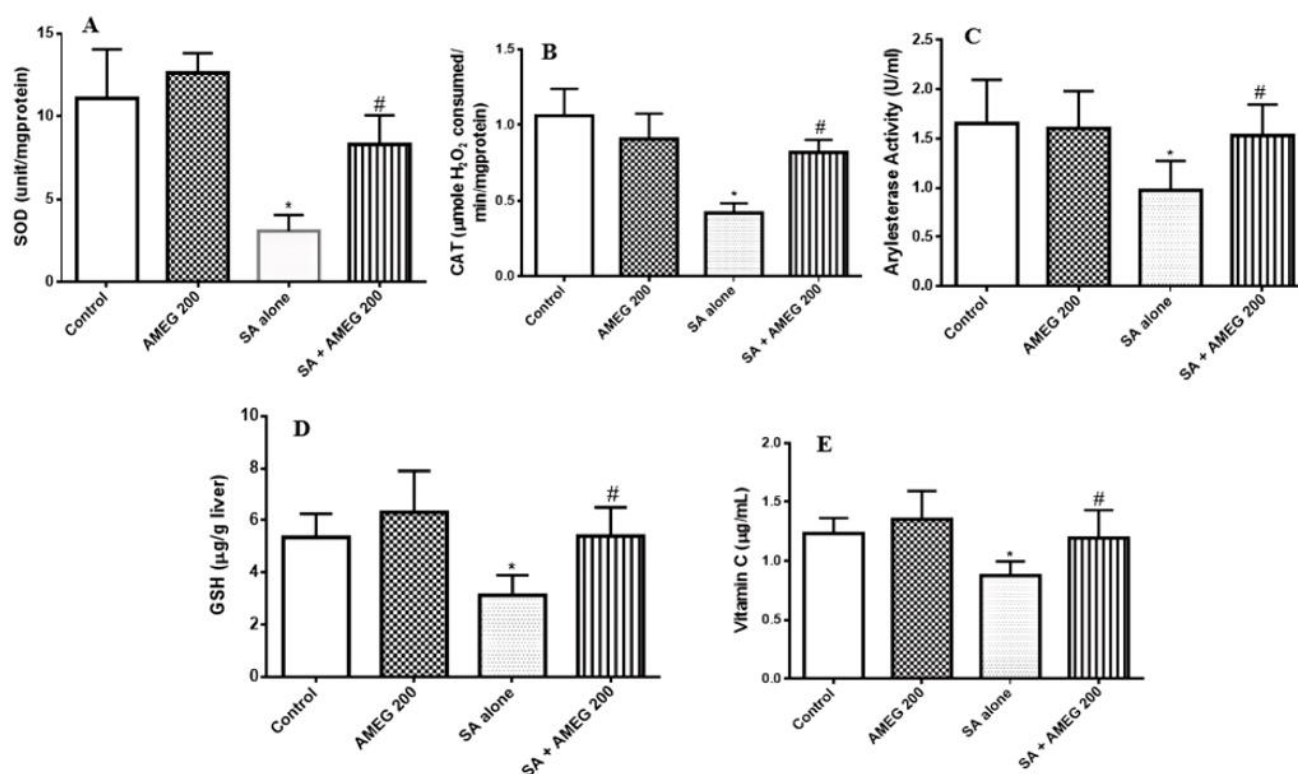 A
SOD (unit/mgprotein)
15
10
5
0
#
*
Control
AMEG 200
SA alone
SA + AMEG 200
B
CAT (μmole H₂O₂ consumed/
min/mgprotein)
1.5
1.0
0.5
0.0
#
*
Control
AMEG 200
SA alone
SA + AMEG 200
C
Arylesterase Activity (U/ml)
2.5
2.0
1.5
1.0
0.5
0.0
#
*
Control
AMEG 200
SA alone
SA + AMEG 200
D
GSH (μg/g liver)
10
8
6
4
2
0
#
*
Control
AMEG 200
SA alone
SA + AMEG 200
E
Vitamin C (μg/mL)
2.0
1.5
1.0
0.5
0.0
#
*
Control
AMEG 200
SA alone
SA + AMEG 200